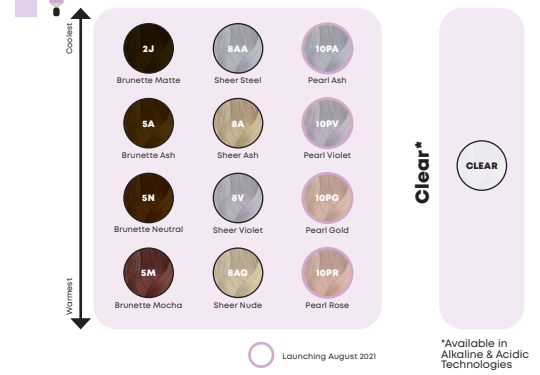 Coolest
2J
8AA
10PA
Brunette Matte
Sheer Steel
Pearl Ash
5A
8A
10PV
Brunette Ash
Sheer Ash
Pearl Violet
5N
8V
10PG
Brunette Neutral
Sheer Violet
Pearl Gold
5M
8AG
10PR
Brunette Mocha
Sheer Nude
Pearl Rose
Warmest
Launching August 2021
Clear*
CLEAR
*Available in
Alkaline & Acidic
Technologies